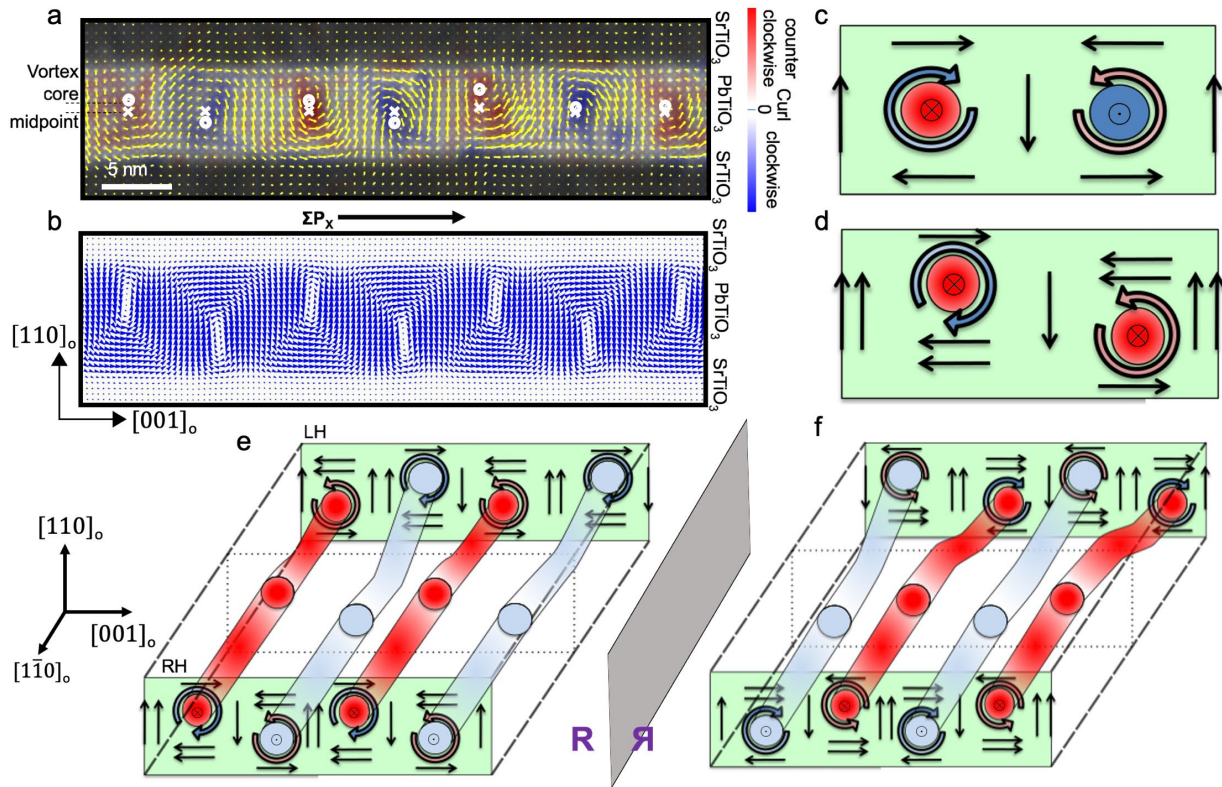 a
Vortex
core
midpoint
5 nm
SrTiO3
PbTiO3
SrTiO3
counter
clockwise
Curl
0
clockwise
ΣPX
b
SrTiO3
PbTiO3
SrTiO3
[110]o
[001]o
c
d
e
LH
RH
[110]o
[001]o
[11̅0]o
R
Я
f